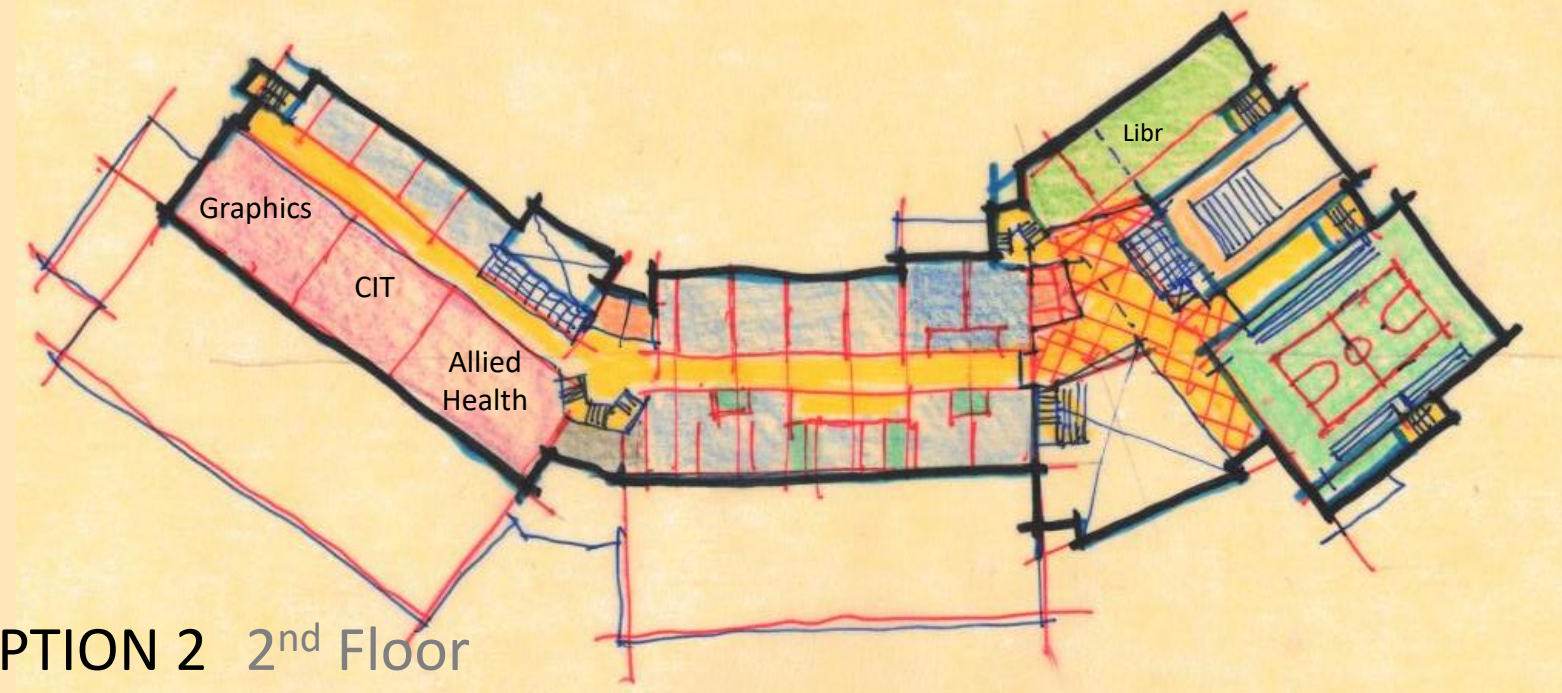 Libr
Graphics
CIT
Allied
Health
PTION 2 2nd Floor